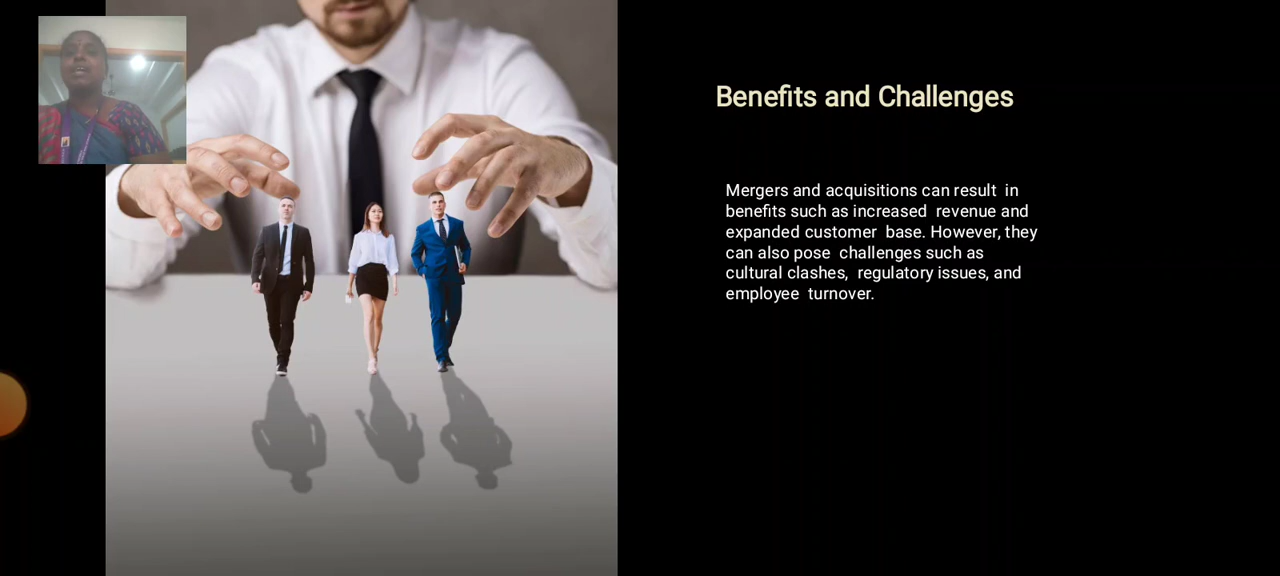 Benefits and Challenges
Mergers and acquisitions can result in
benefits such as increased revenue and
expanded customer base. However, they
can also pose challenges such as
cultural clashes, regulatory issues, and
employee turnover.